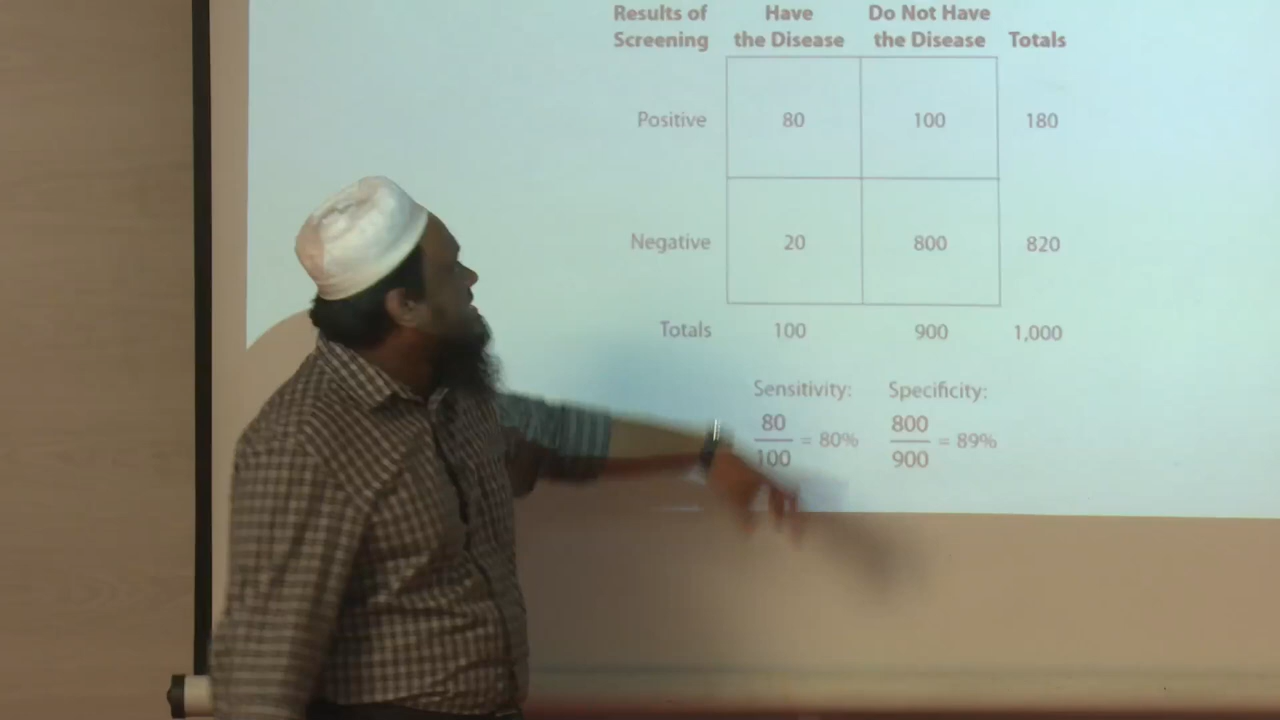 Results of Have Do Not Have
Screening the Disease the Disease Totals
Positive 80 100 180
Negative 20 800 820
Totals 100 900 1,000
Sensitivity: Specificity:
80 800
= 80% = 89%
100 900